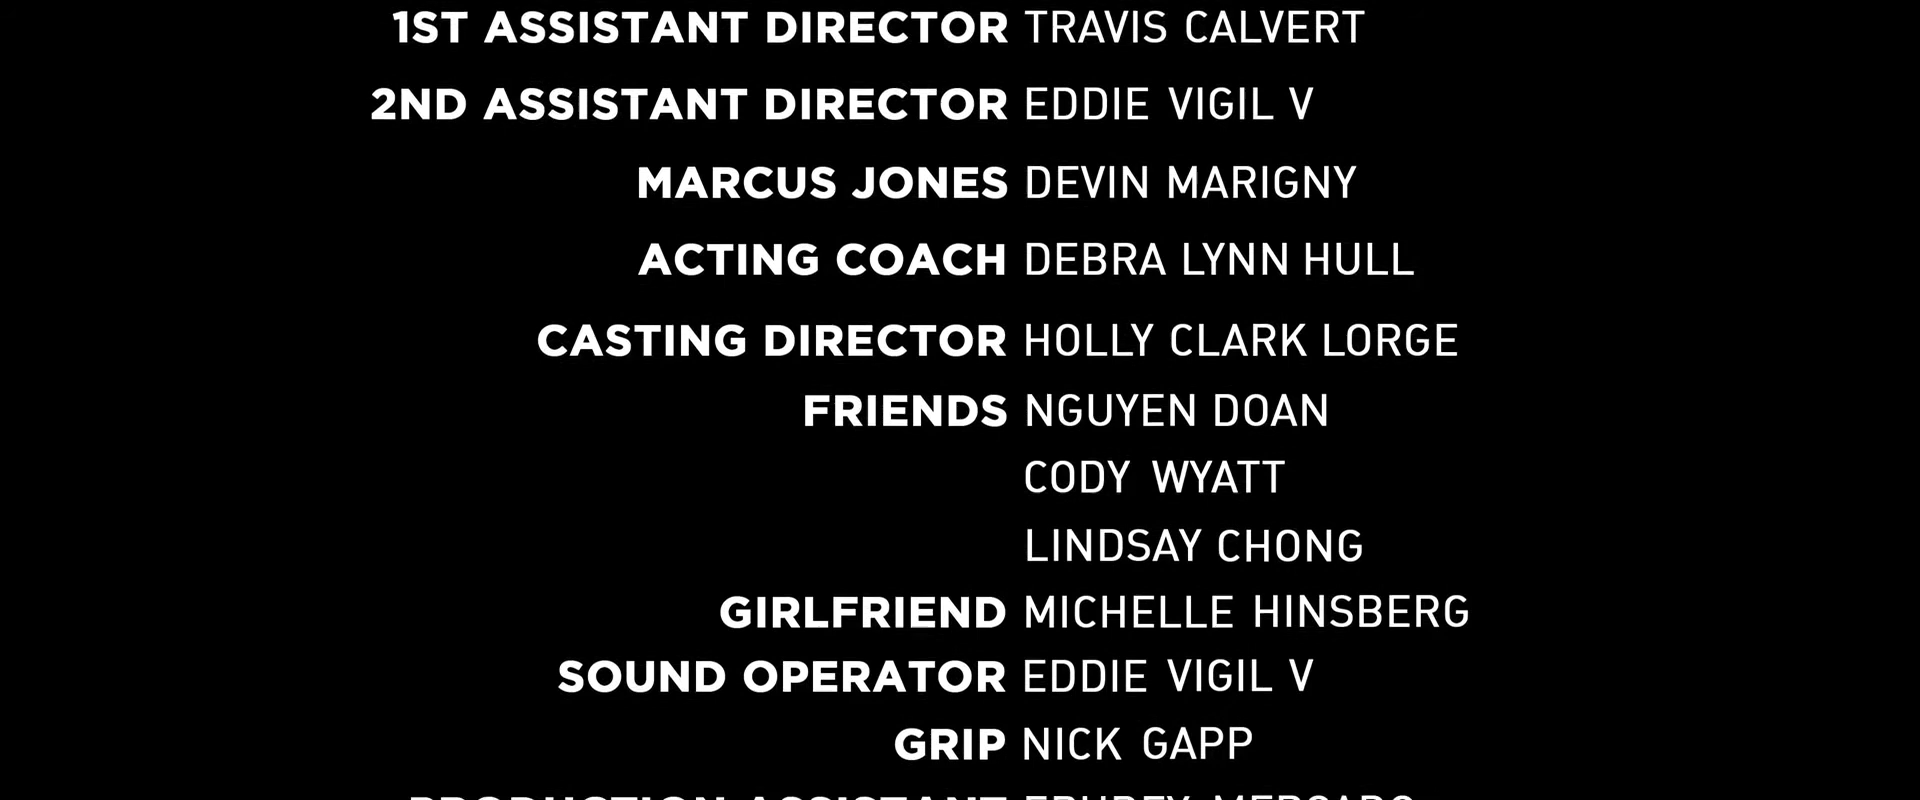 1ST ASSISTANT DIRECTOR TRAVIS CALVERT
2ND ASSISTANT DIRECTOR EDDIE VIGIL V
MARCUS JONES DEVIN MARIGNY
ACTING COACH DEBRA LYNN HULL
CASTING DIRECTOR HOLLY CLARK LORGE
FRIENDS NGUYEN DOAN
CODY WYATT
LINDSAY CHONG
GIRLFRIEND MICHELLE HINSBERG
SOUND OPERATOR EDDIE VIGIL V
GRIP NICK GAPP
PRODUCTION ASSISTANT